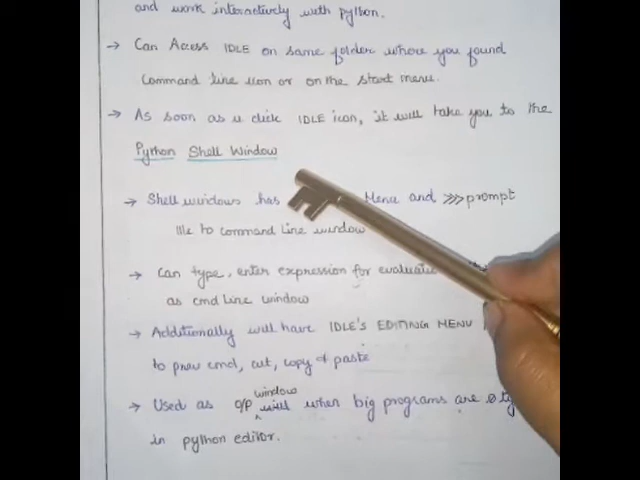 and work interactively with python.
→ Can Access IDLE on same folder where you found
command line icon or on the start menu.
→ As soon as u click IDLE icon, it will take you to the
Python Shell Window
→ Shell windows has Menu and >>> prompt
llle to command Line window
→ Can type, enter expression for
as cmd Line window
→ Additionally will have IDLE'S EDITING MENU
to prev cmd, cut, copy & paste
→ Used as O/P window will when big programs are
in python editor.